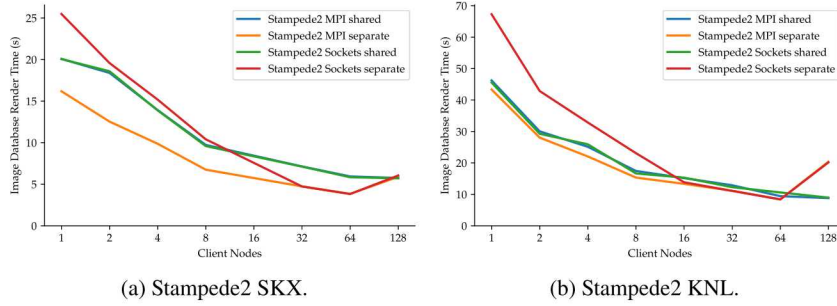 Image Database Render Time (s)
25
20
15
10
5
0
Stampede2 MPI shared
Stampede2 MPI separate
Stampede2 Sockets shared
Stampede2 Sockets separate
1 2 4 8 16 32 64 128
Client Nodes
(a) Stampede2 SKX.
Image Database Render Time (s)
70
60
50
40
30
20
10
0
Stampede2 MPI shared
Stampede2 MPI separate
Stampede2 Sockets shared
Stampede2 Sockets separate
1 2 4 8 16 32 64 128
Client Nodes
(b) Stampede2 KNL.